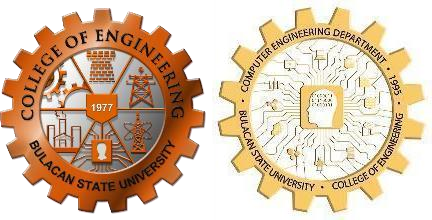 COLLEGE OF ENGINEERING
1977
BULACAN STATE UNIVERSITY
COMPUTER ENGINEERING DEPARTMENT • 1995
BULACAN STATE UNIVERSITY • COLLEGE OF ENGINEERING